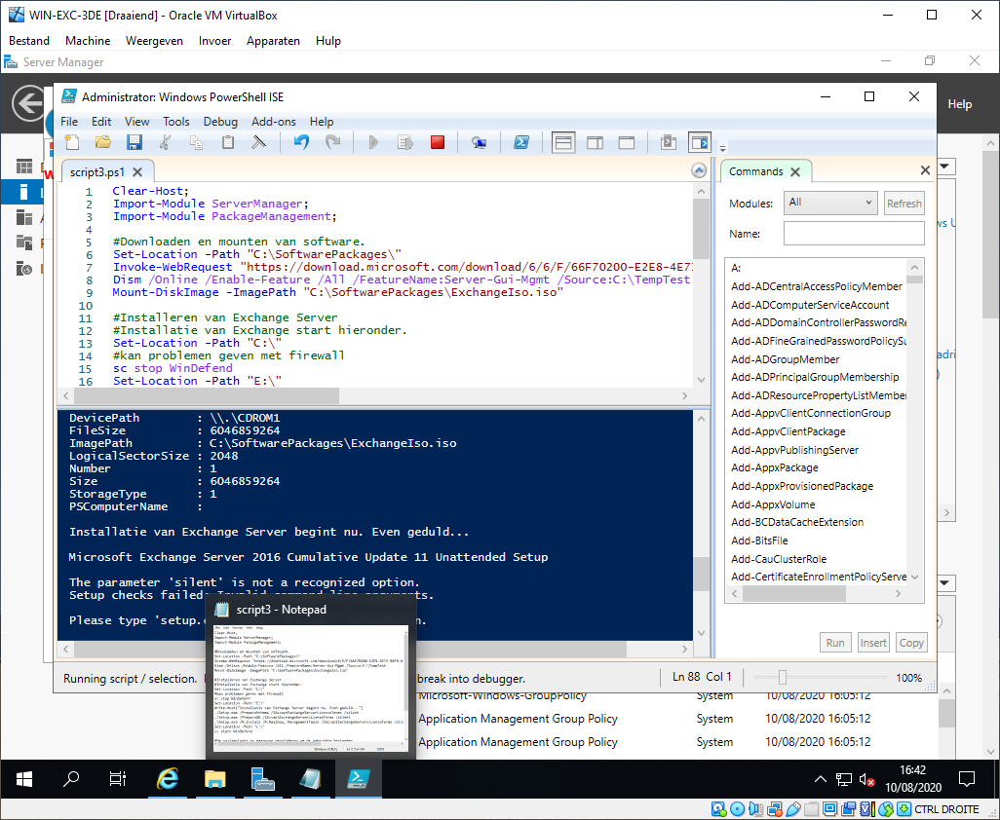 WIN-EXC-3DE [Draaiend] - Oracle VM VirtualBox
Bestand Machine Weergeven Invoer Apparaten Hulp
Server Manager
Help
Administrator: Windows PowerShell ISE
File Edit View Tools Debug Add-ons Help
script3.ps1
1 Clear-Host;
2 Import-Module ServerManager;
3 Import-Module PackageManagement;
4
5 #Downloaden en mounten van software.
6 Set-Location -Path "C:\SoftwarePackages\"
7 Invoke-WebRequest "https://download.microsoft.com/download/6/6/F/66F70200-E2E8-4E7
8 Dism /Online /Enable-Feature /All /FeatureName:Server-Gui-Mgmt /Source:C:\TempTest
9 Mount-DiskImage -ImagePath "C:\SoftwarePackages\ExchangeIso.iso"
10
11 #Installeren van Exchange Server
12 #Installatie van Exchange start hieronder.
13 Set-Location -Path "C:\"
14 #kan problemen geven met firewall
15 sc stop WinDefend
16 Set-Location -Path "E:\"
DevicePath : \\.\CDROM1
FileSize : 6046859264
ImagePath : C:\SoftwarePackages\ExchangeIso.iso
LogicalSectorSize : 2048
Number : 1
Size : 6046859264
StorageType : 1
PSComputerName :
Installatie van Exchange Server begint nu. Even geduld...
Microsoft Exchange Server 2016 Cumulative Update 11 Unattended Setup
The parameter 'silent' is not a recognized option.
Setup checks failed: Invalid command line arguments.
Please type 'setup.
script3 - Notepad
Commands
Modules: All Refresh
Name:
A:
Add-ADCentralAccessPolicyMember
Add-ADComputerServiceAccount
Add-ADDomainControllerPasswordRe
Add-ADFineGrainedPasswordPolicySu
Add-ADGroupMember
Add-ADPrincipalGroupMembership
Add-ADResourcePropertyListMember
Add-AppvClientConnectionGroup
Add-AppvClientPackage
Add-AppvPublishingServer
Add-AppxPackage
Add-AppxProvisionedPackage
Add-AppxVolume
Add-BCDataCacheExtension
Add-BitsFile
Add-CauClusterRole
Add-CertificateEnrollmentPolicyServe
Run Insert Copy
Running script / selection. break into debugger. Ln 88 Col 1 100%
Microsoft-Windows-GroupPolicy System 10/08/2020 16:05:12
Application Management Group Policy System 10/08/2020 16:05:12
Application Management Group Policy System 10/08/2020 16:05:12
16:42
10/08/2020
CTRL DROITE